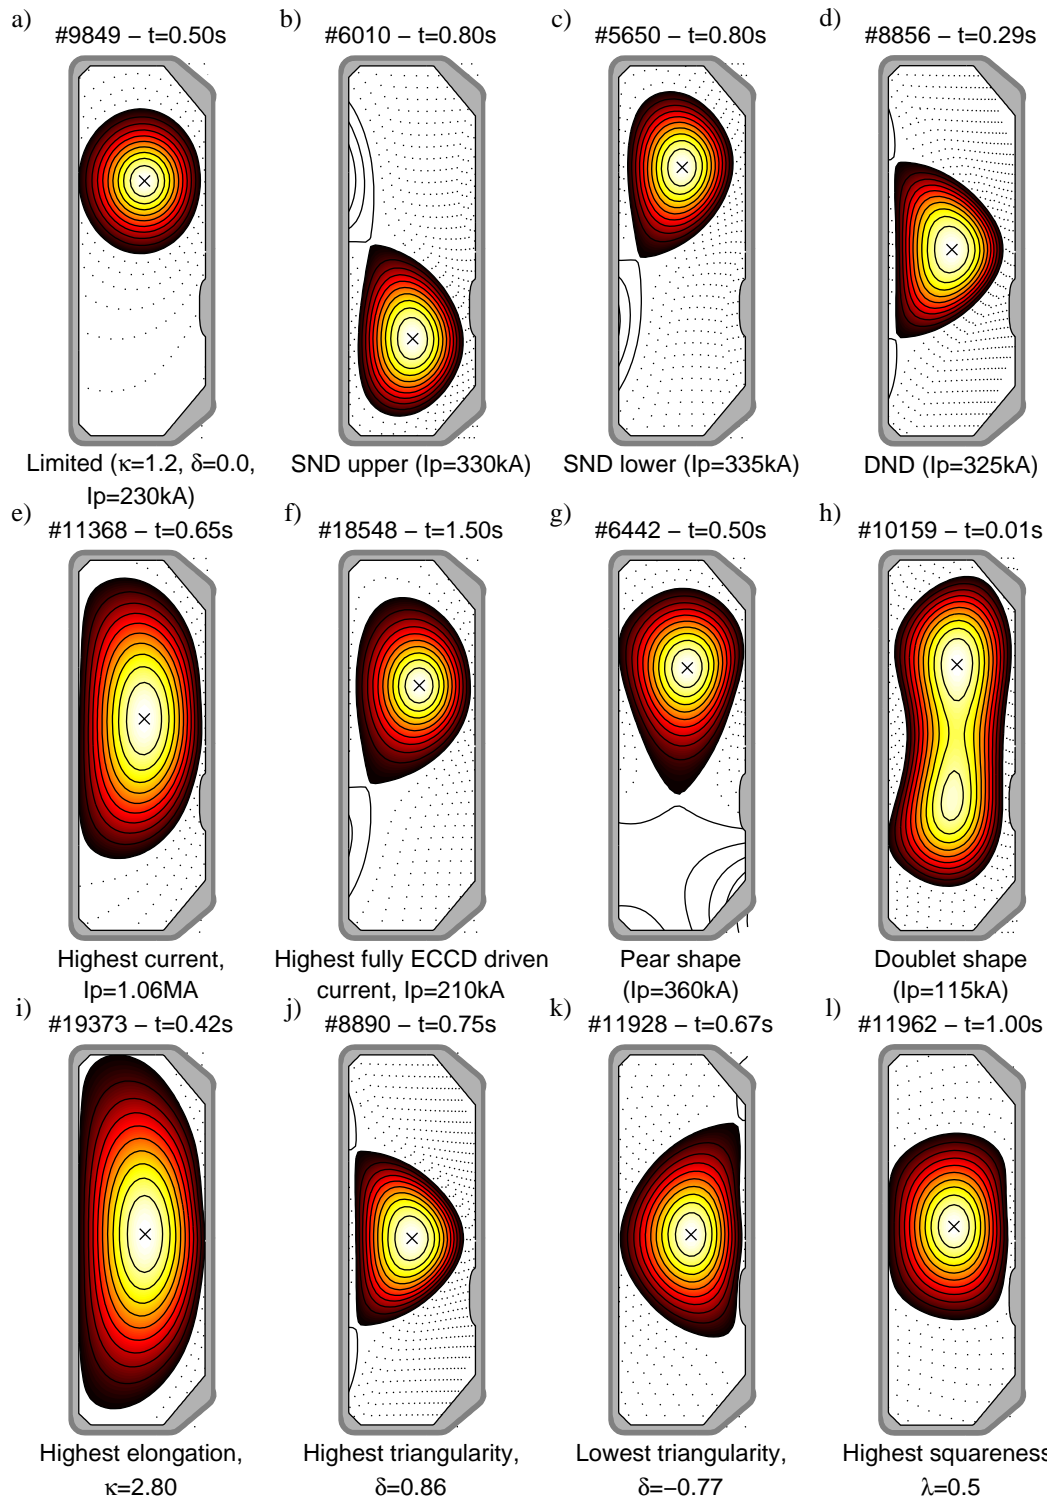 a)
#9849 − t=0.50s
b)
#6010 − t=0.80s
c)
#5650 − t=0.80s
d)
#8856 − t=0.29s
Limited (κ=1.2, δ=0.0,
Ip=230kA)
SND upper (Ip=330kA)
SND lower (Ip=335kA)
DND (Ip=325kA)
e)
#11368 − t=0.65s
f)
#18548 − t=1.50s
g)
#6442 − t=0.50s
h)
#10159 − t=0.01s
Highest current,
Ip=1.06MA
Highest fully ECCD driven
current, Ip=210kA
Pear shape
(Ip=360kA)
Doublet shape
(Ip=115kA)
i)
#19373 − t=0.42s
j)
#8890 − t=0.75s
k)
#11928 − t=0.67s
l)
#11962 − t=1.00s
Highest elongation,
κ=2.80
Highest triangularity,
δ=0.86
Lowest triangularity,
δ=−0.77
Highest squareness
λ=0.5